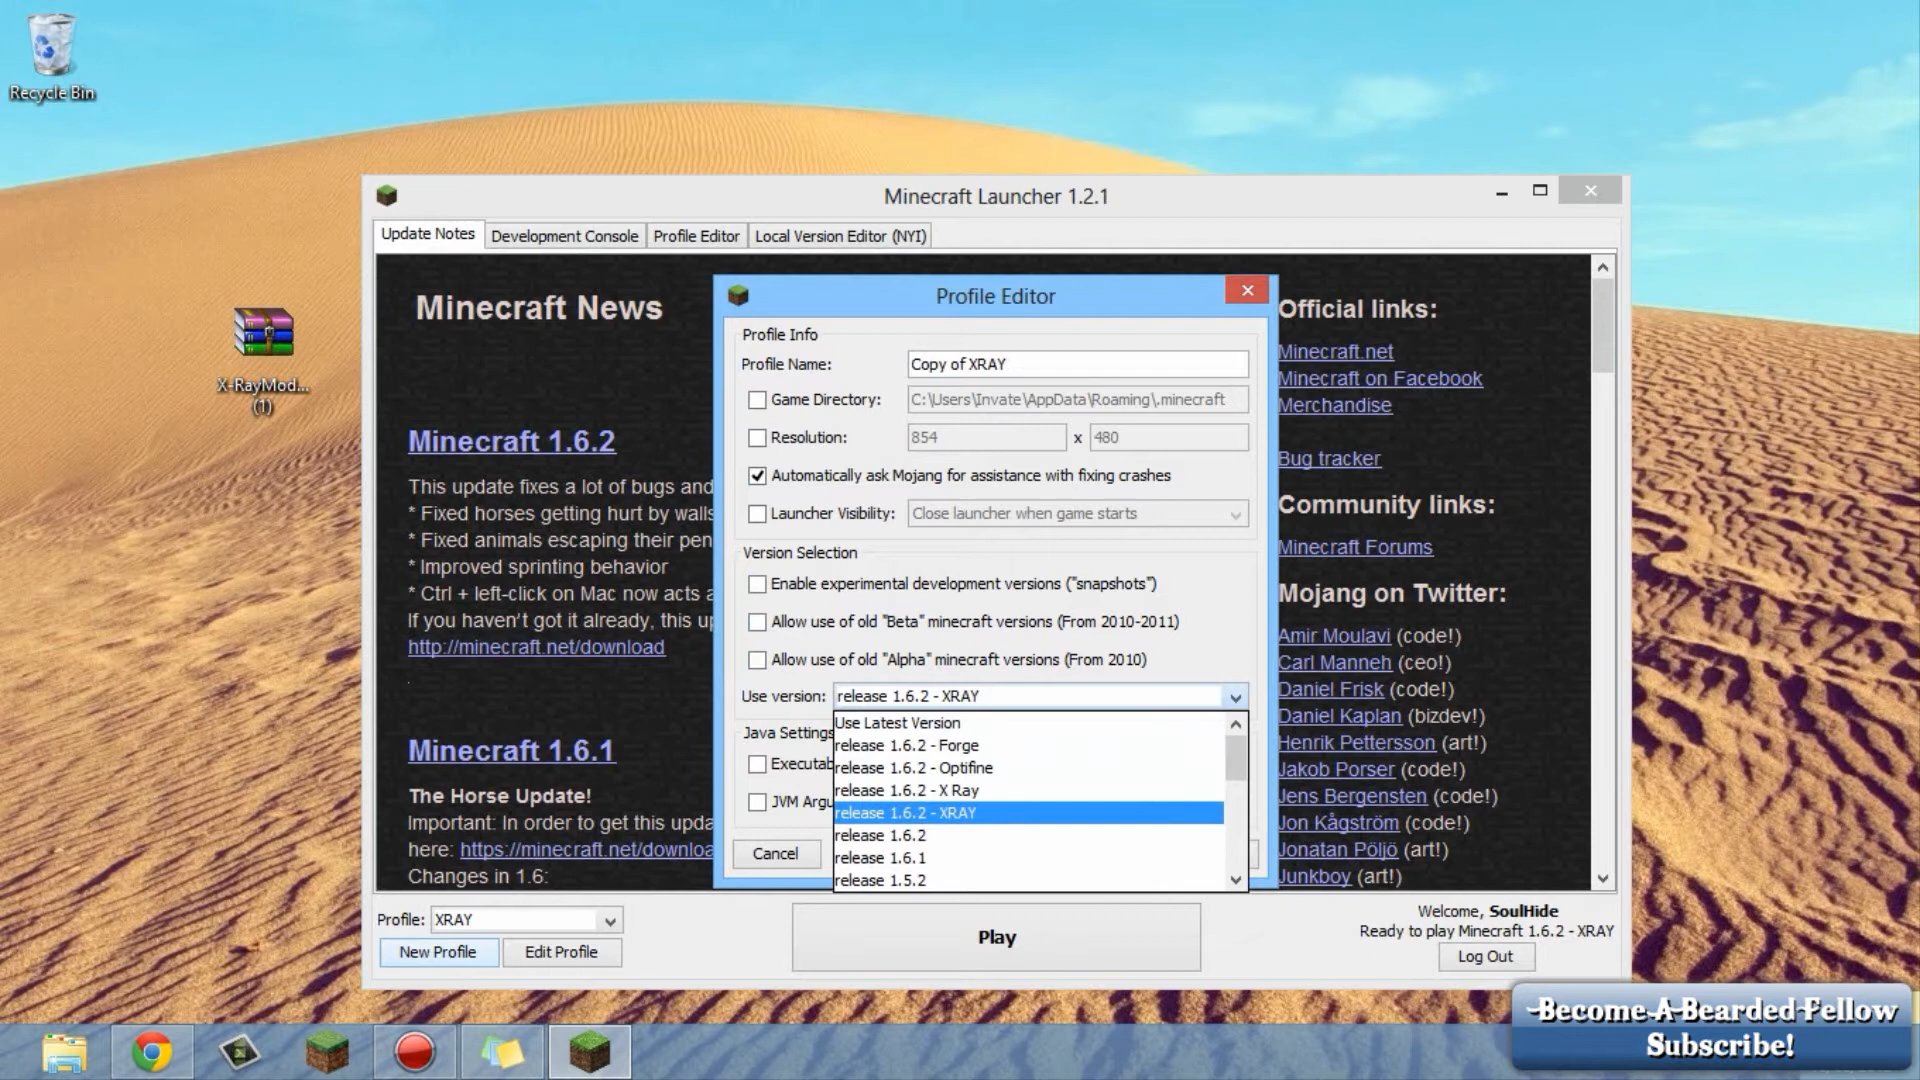 Recycle Bin
X-RayMod...
(1)
Minecraft Launcher 1.2.1
Update Notes
Development Console
Profile Editor
Local Version Editor (NYI)
Minecraft News
Minecraft 1.6.2
This update fixes a lot of bugs and
* Fixed horses getting hurt by walls
* Fixed animals escaping their pen
* Improved sprinting behavior
* Ctrl + left-click on Mac now acts a
If you haven't got it already, this up
http://minecraft.net/download
Minecraft 1.6.1
The Horse Update!
Important: In order to get this upda
here: https://minecraft.net/downloa
Changes in 1.6:
Profile Editor
Profile Info
Profile Name: Copy of XRAY
Game Directory: C:\Users\Invate\AppData\Roaming\.minecraft
Resolution: 854 x 480
Automatically ask Mojang for assistance with fixing crashes
Launcher Visibility: Close launcher when game starts
Version Selection
Enable experimental development versions ("snapshots")
Allow use of old "Beta" minecraft versions (From 2010-2011)
Allow use of old "Alpha" minecraft versions (From 2010)
Use version: release 1.6.2 - XRAY
Use Latest Version
release 1.6.2 - Forge
release 1.6.2 - Optifine
release 1.6.2 - X Ray
release 1.6.2 - XRAY
release 1.6.2
release 1.6.1
release 1.5.2
Java Settings
Executab
JVM Argu
Cancel
Official links:
Minecraft.net
Minecraft on Facebook
Merchandise
Bug tracker
Community links:
Minecraft Forums
Mojang on Twitter:
Amir Moulavi (code!)
Carl Manneh (ceo!)
Daniel Frisk (code!)
Daniel Kaplan (bizdev!)
Henrik Pettersson (art!)
Jakob Porser (code!)
Jens Bergensten (code!)
Jon Kågström (code!)
Jonatan Pöljö (art!)
Junkboy (art!)
Profile: XRAY
New Profile
Edit Profile
Play
Welcome, SoulHide
Ready to play Minecraft 1.6.2 - XRAY
Log Out
-Become-A-Bearded-Fellow
Subscribe!